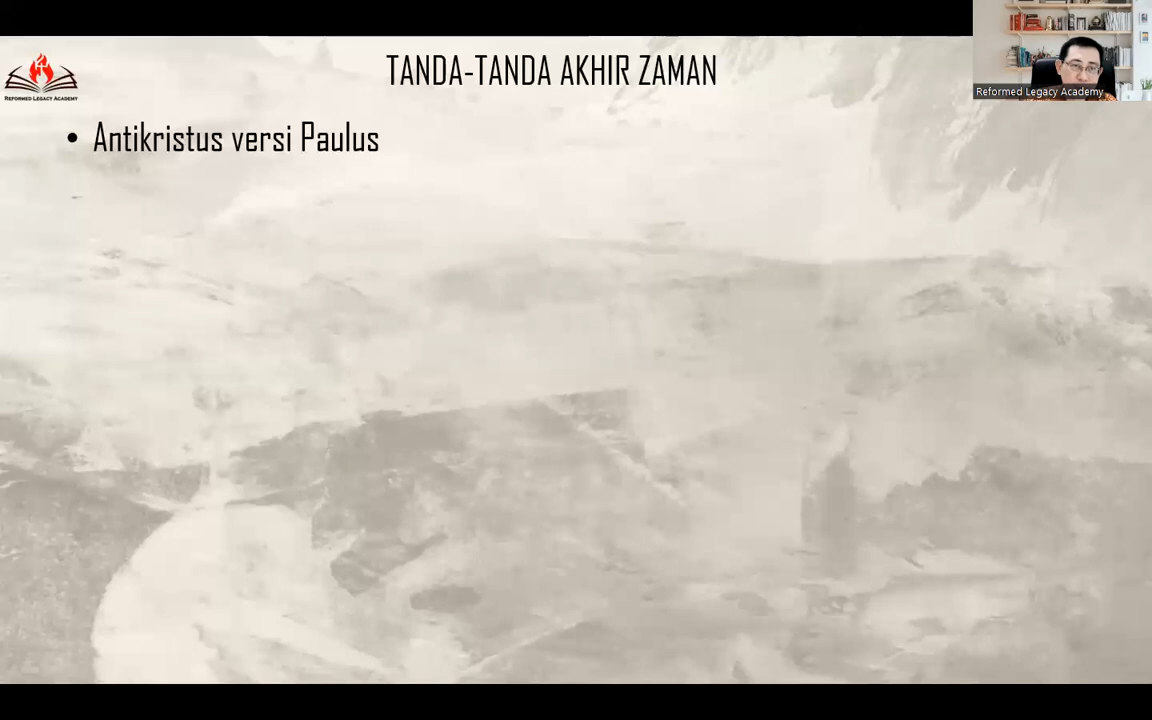 TANDA-TANDA AKHIR ZAMAN
REFORMED LEGACY ACADEMY
Reformed Legacy Academy
• Antikristus versi Paulus